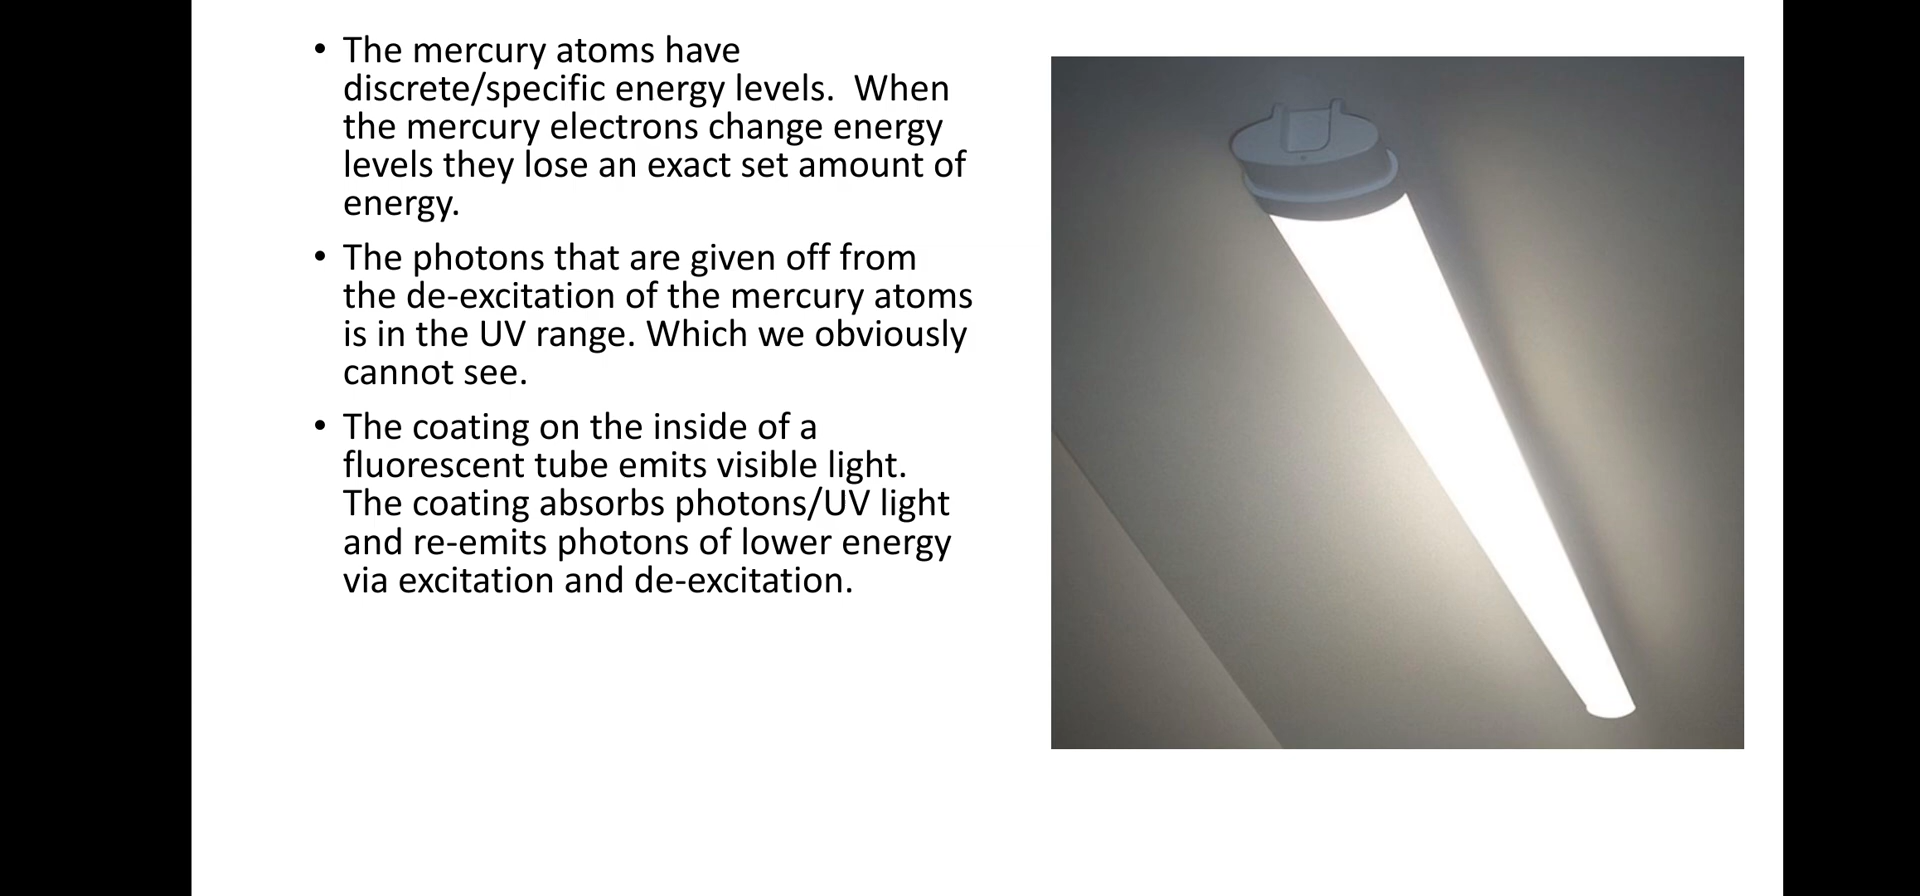 • The mercury atoms have
discrete/specific energy levels.  When
the mercury electrons change energy
levels they lose an exact set amount of
energy.
• The photons that are given off from
the de-excitation of the mercury atoms
is in the UV range. Which we obviously
cannot see.
• The coating on the inside of a
fluorescent tube emits visible light.
The coating absorbs photons/UV light
and re-emits photons of lower energy
via excitation and de-excitation.